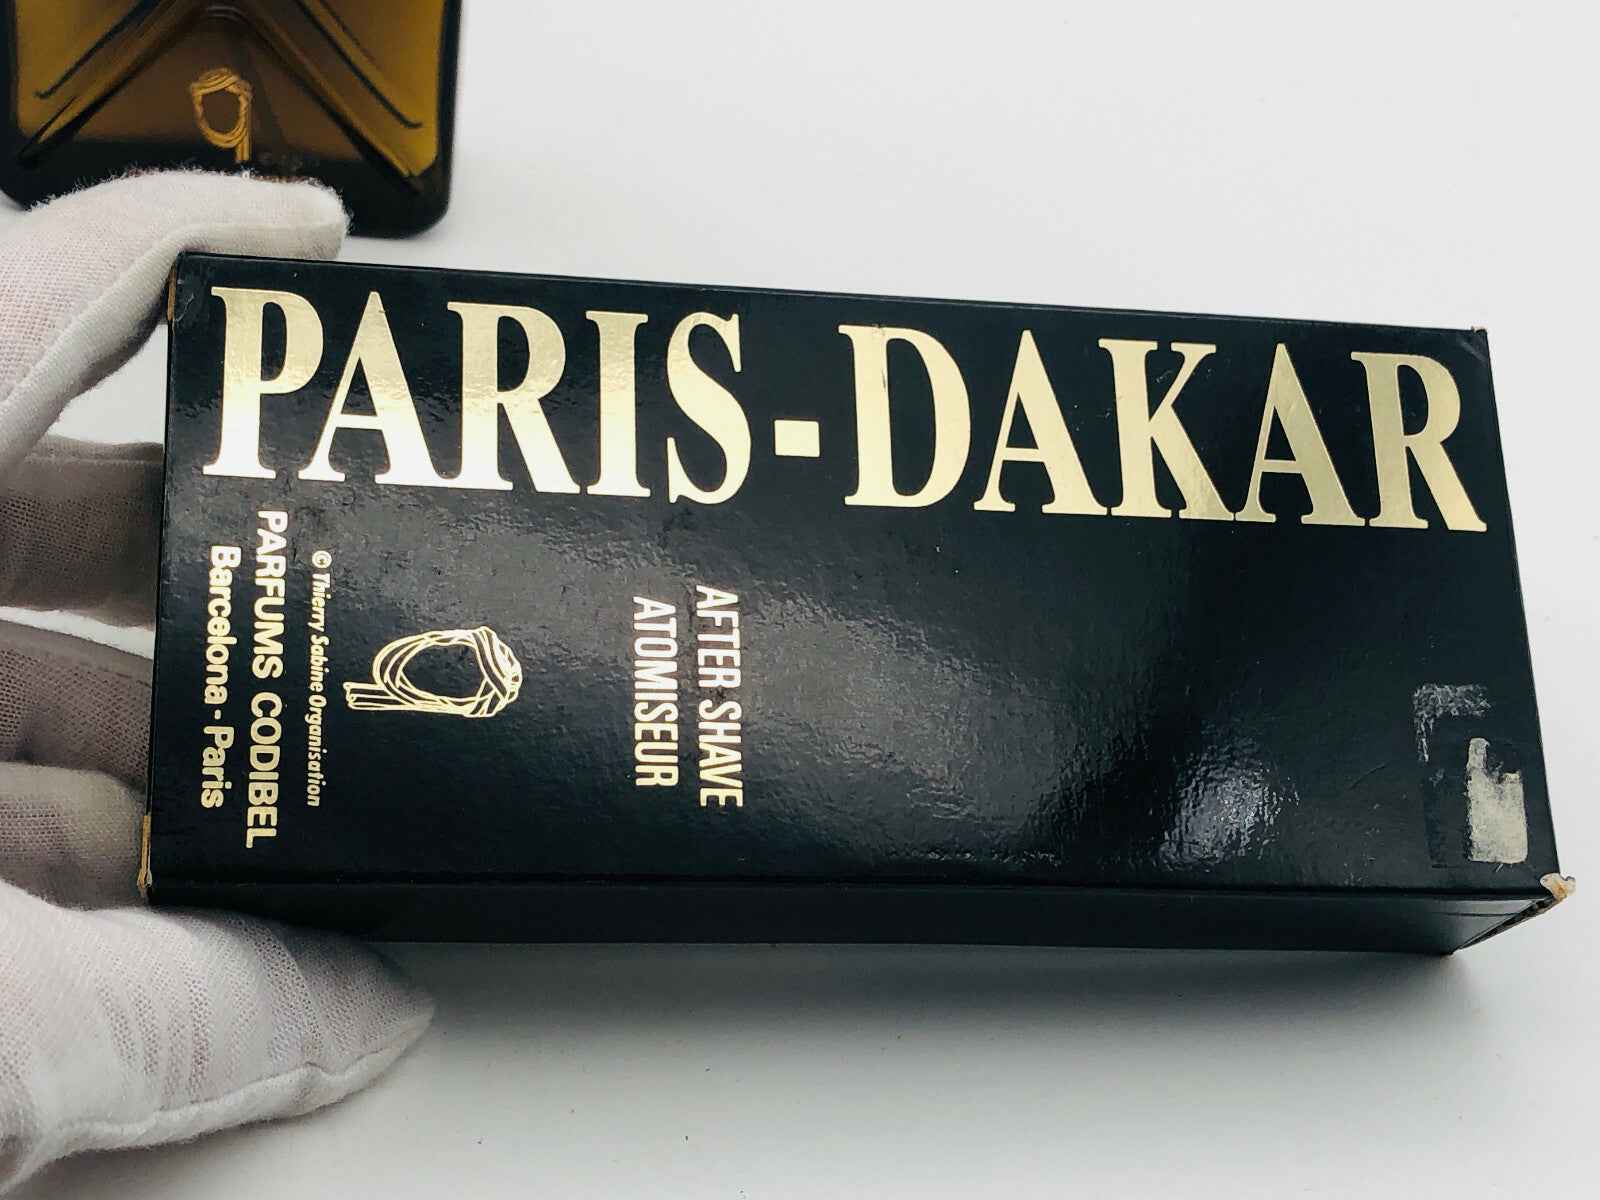 PARIS-DAKAR
AFTER SHAVE
ATOMISEUR
© Thierry Sabine Organisation
PARFUMS CODIBEL
Barcelona - Paris